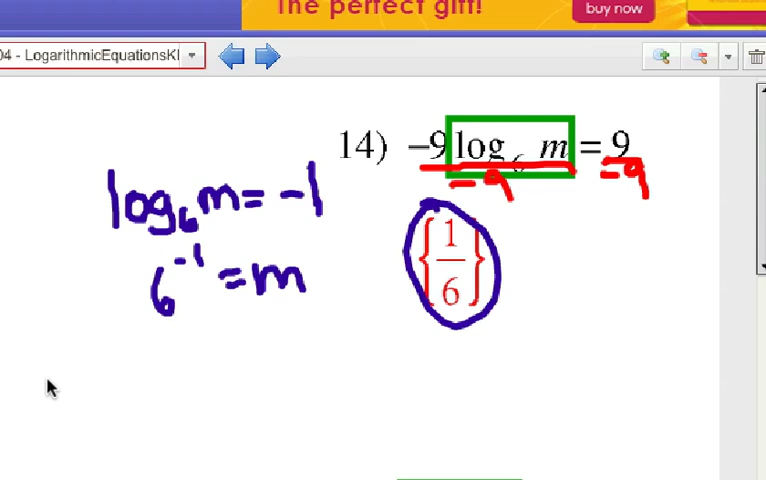 The perfect gift!
buy now
04 - LogarithmicEquationsKI
14) −9 log₆ m = 9
−9 −9
log₆m = −1
6⁻¹ = m
{1/6}